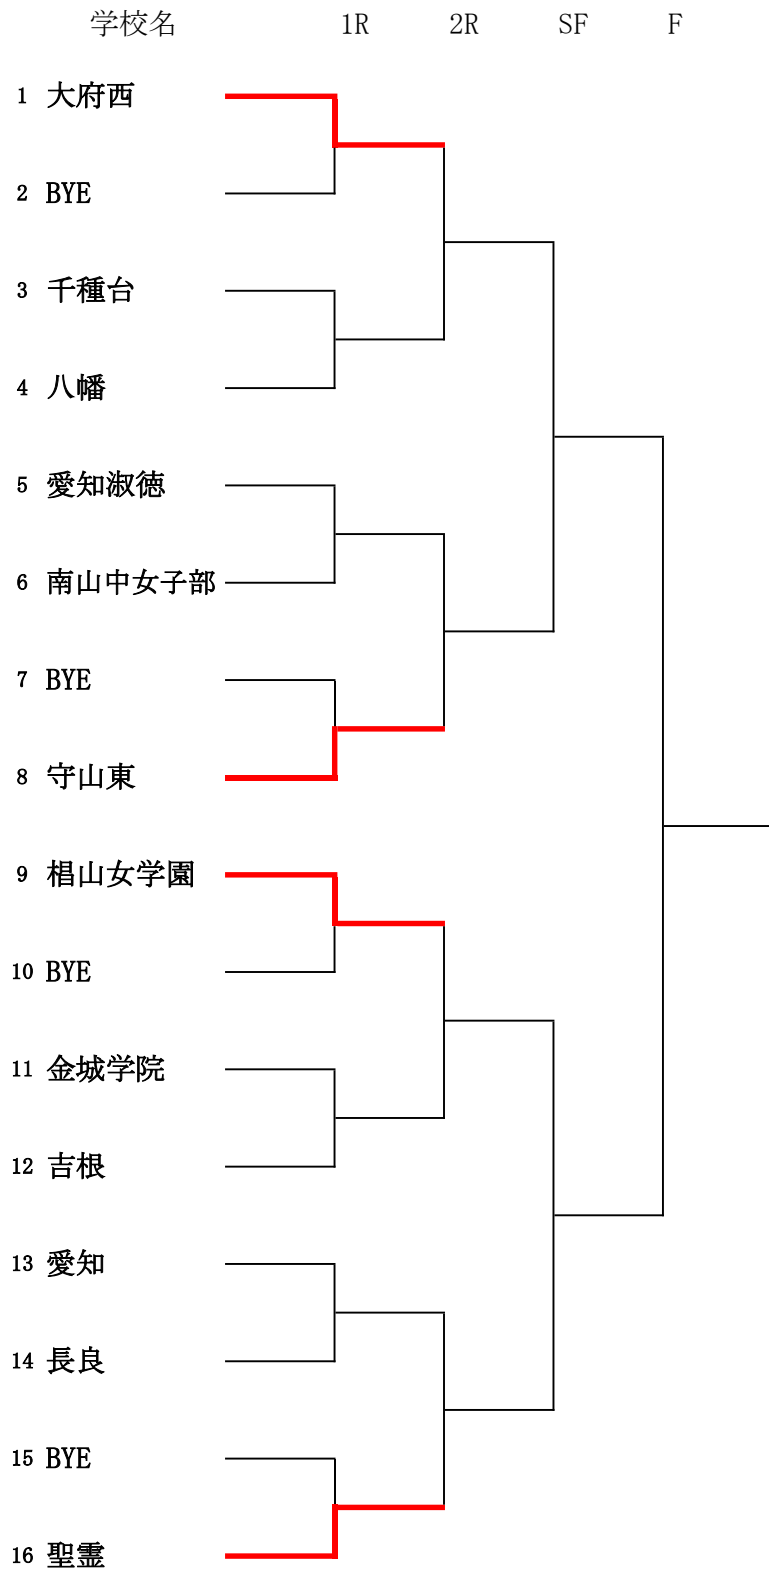 学校名 1R 2R SF F
1 大府西
2 BYE
3 千種台
4 八幡
5 愛知淑徳
6 南山中女子部
7 BYE
8 守山東
9 椙山女学園
10 BYE
11 金城学院
12 吉根
13 愛知
14 長良
15 BYE
16 聖霊